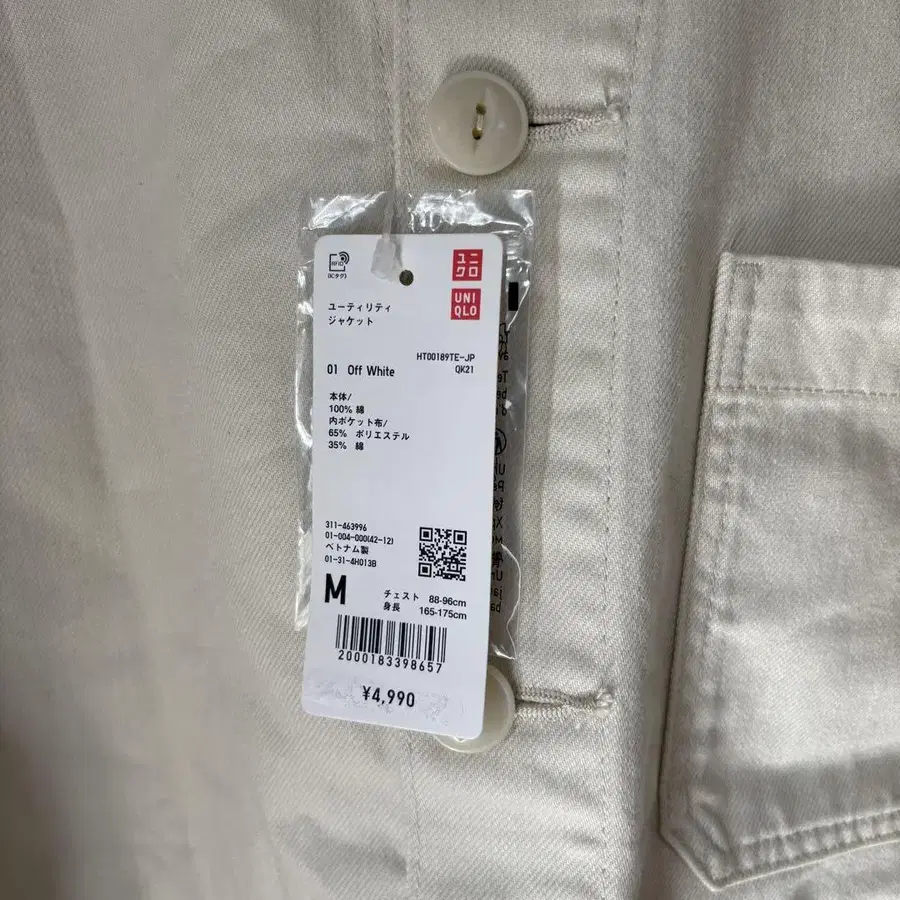 RFID
(ICタグ)
ユニ
クロ
UNI
QLO
ユーティリティ
ジャケット
HT00189TE-JP
01 Off White
QK21
本体/
100% 綿
内ポケット布/
65% ポリエステル
35% 綿
311-463996
01-004-000(42-12)
ベトナム製
01-31-4H013B
M
チェスト 88-96cm
身長 165-175cm
2000183398657
¥4,990